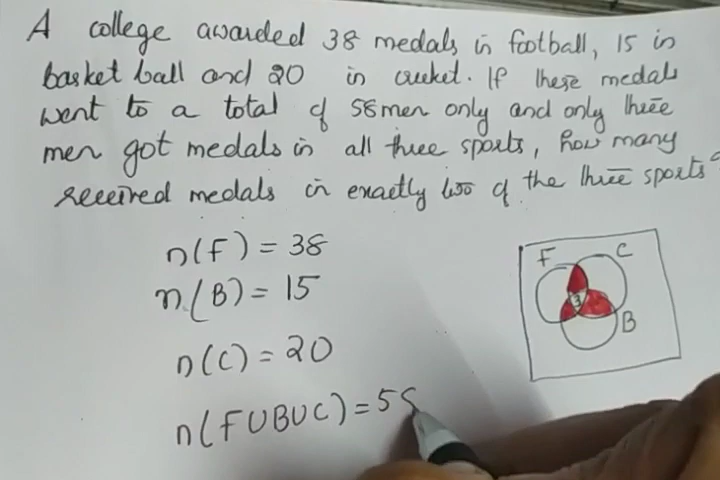 A college awarded 38 medals in football, 15 in
basket ball and 20 in cricket. If these medals
went to a total of 58 men only and only three
men got medals in all three sports, how many
received medals in exactly two of the three sports?
n(F) = 38
n(B) = 15
n(C) = 20
n(F∪B∪C) = 58
F C
3
B